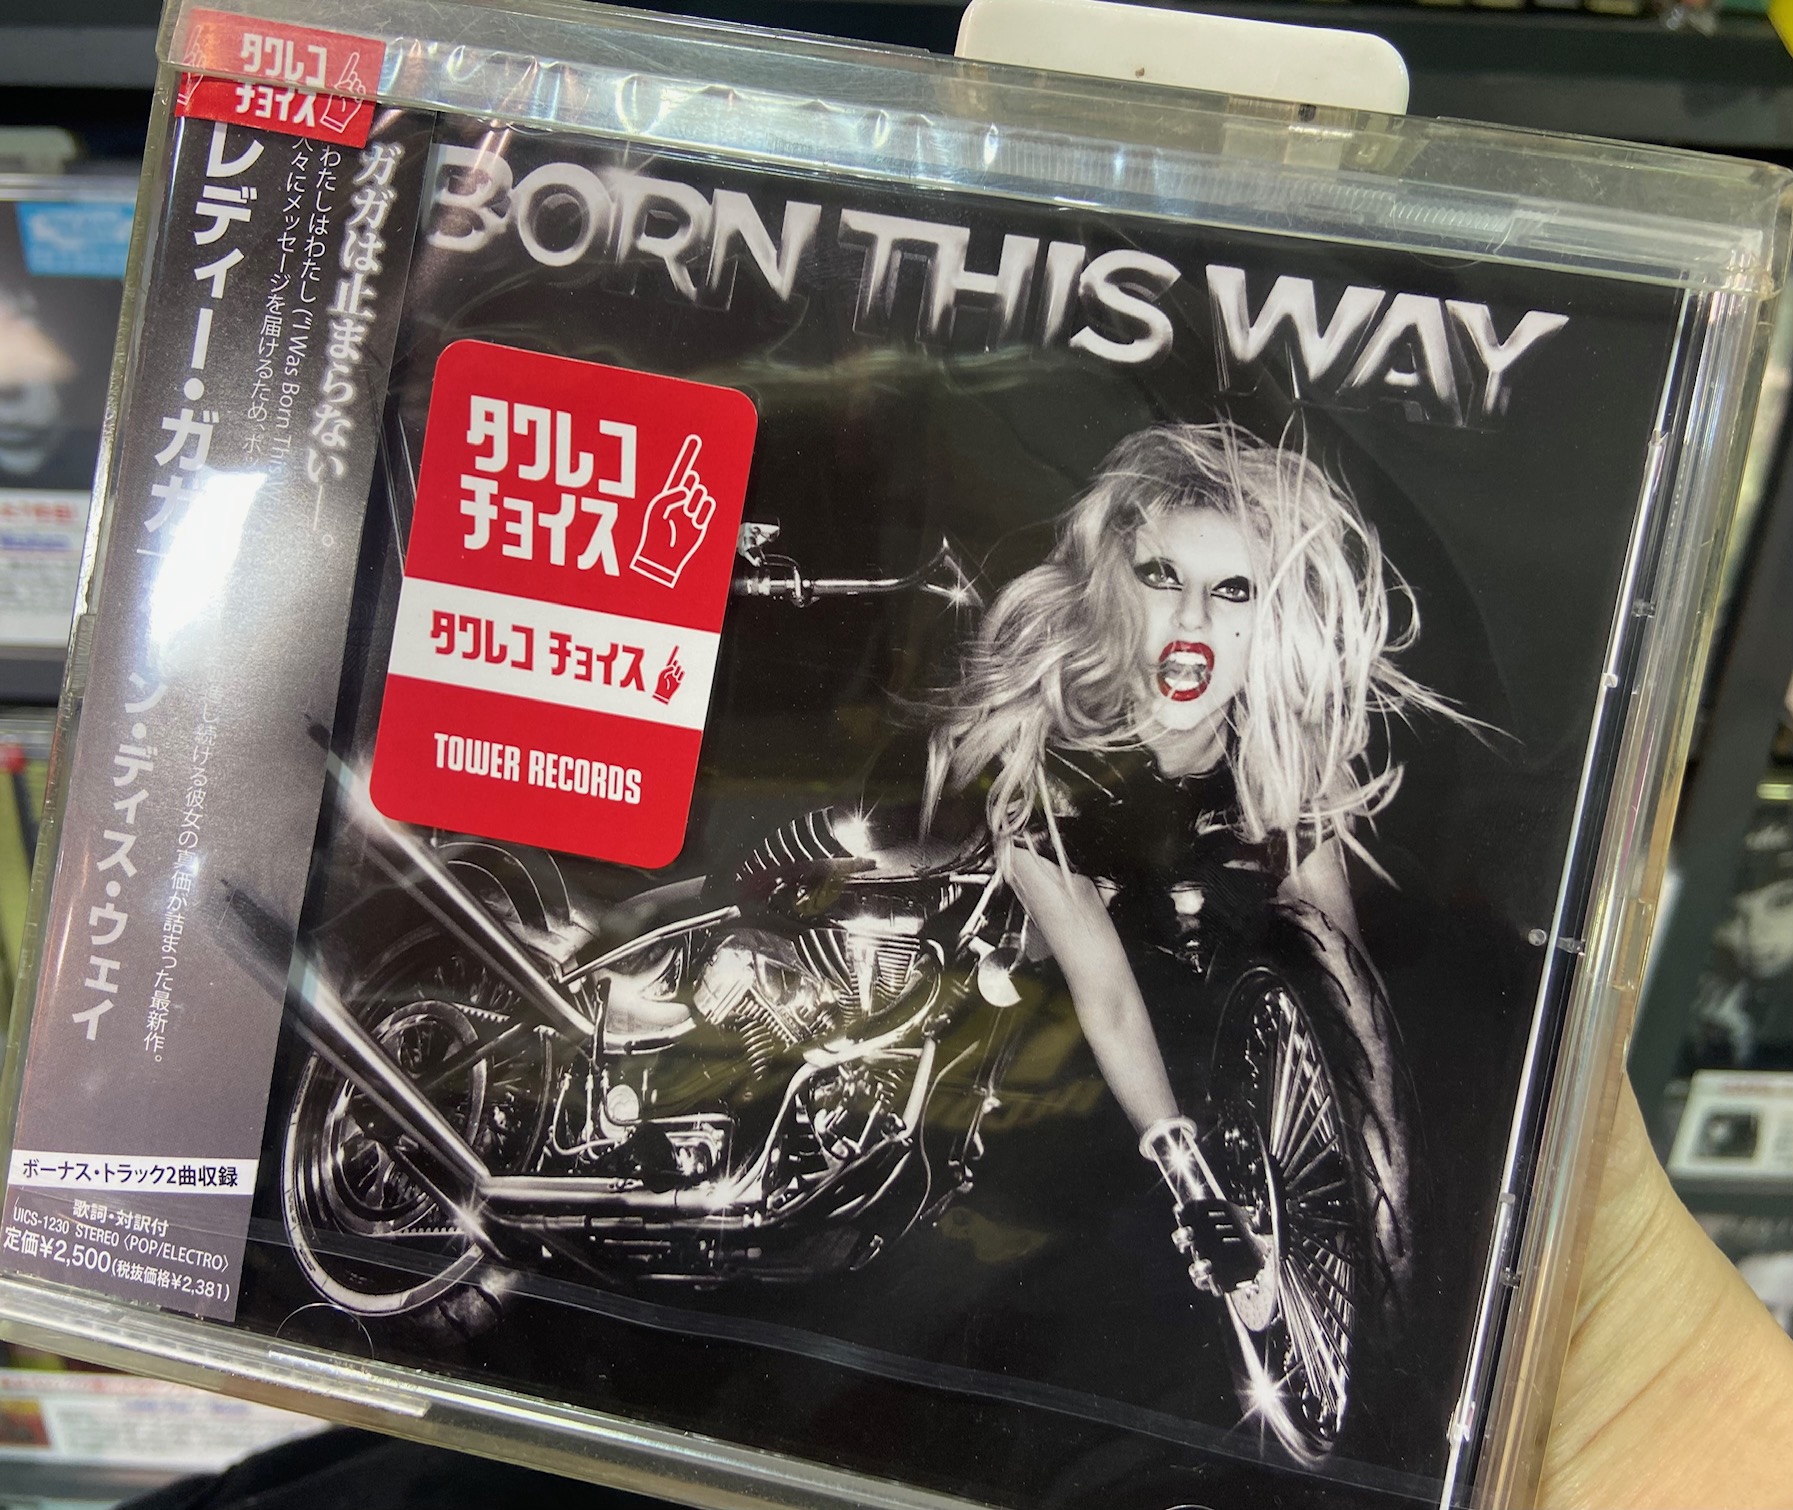 タワレコ
チョイス
ガガは止まらない―。
わたしはわたし("I Was Born This
人々にメッセージを届けるため、ポ
し続ける彼女の真価が詰まった最新作。
レディー・ガガ
ン・ディス・ウェイ
ボーナス・トラック2曲収録
歌詞・対訳付
UICS-1230 STEREO〈POP/ELECTRO〉
定価¥2,500(税抜価格¥2,381)
BORN THIS WAY
タワレコ
チョイス
タワレコ チョイス
TOWER RECORDS